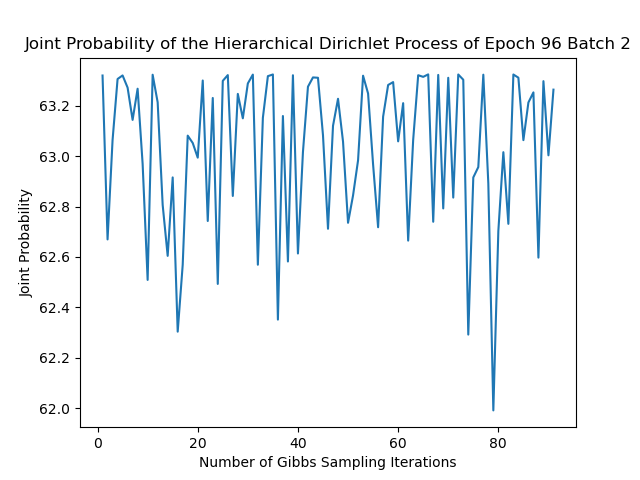 Joint Probability of the Hierarchical Dirichlet Process of Epoch 96 Batch 2
63.2
63.0
62.8
62.6
62.4
62.2
62.0
Joint Probability
0 20 40 60 80
Number of Gibbs Sampling Iterations